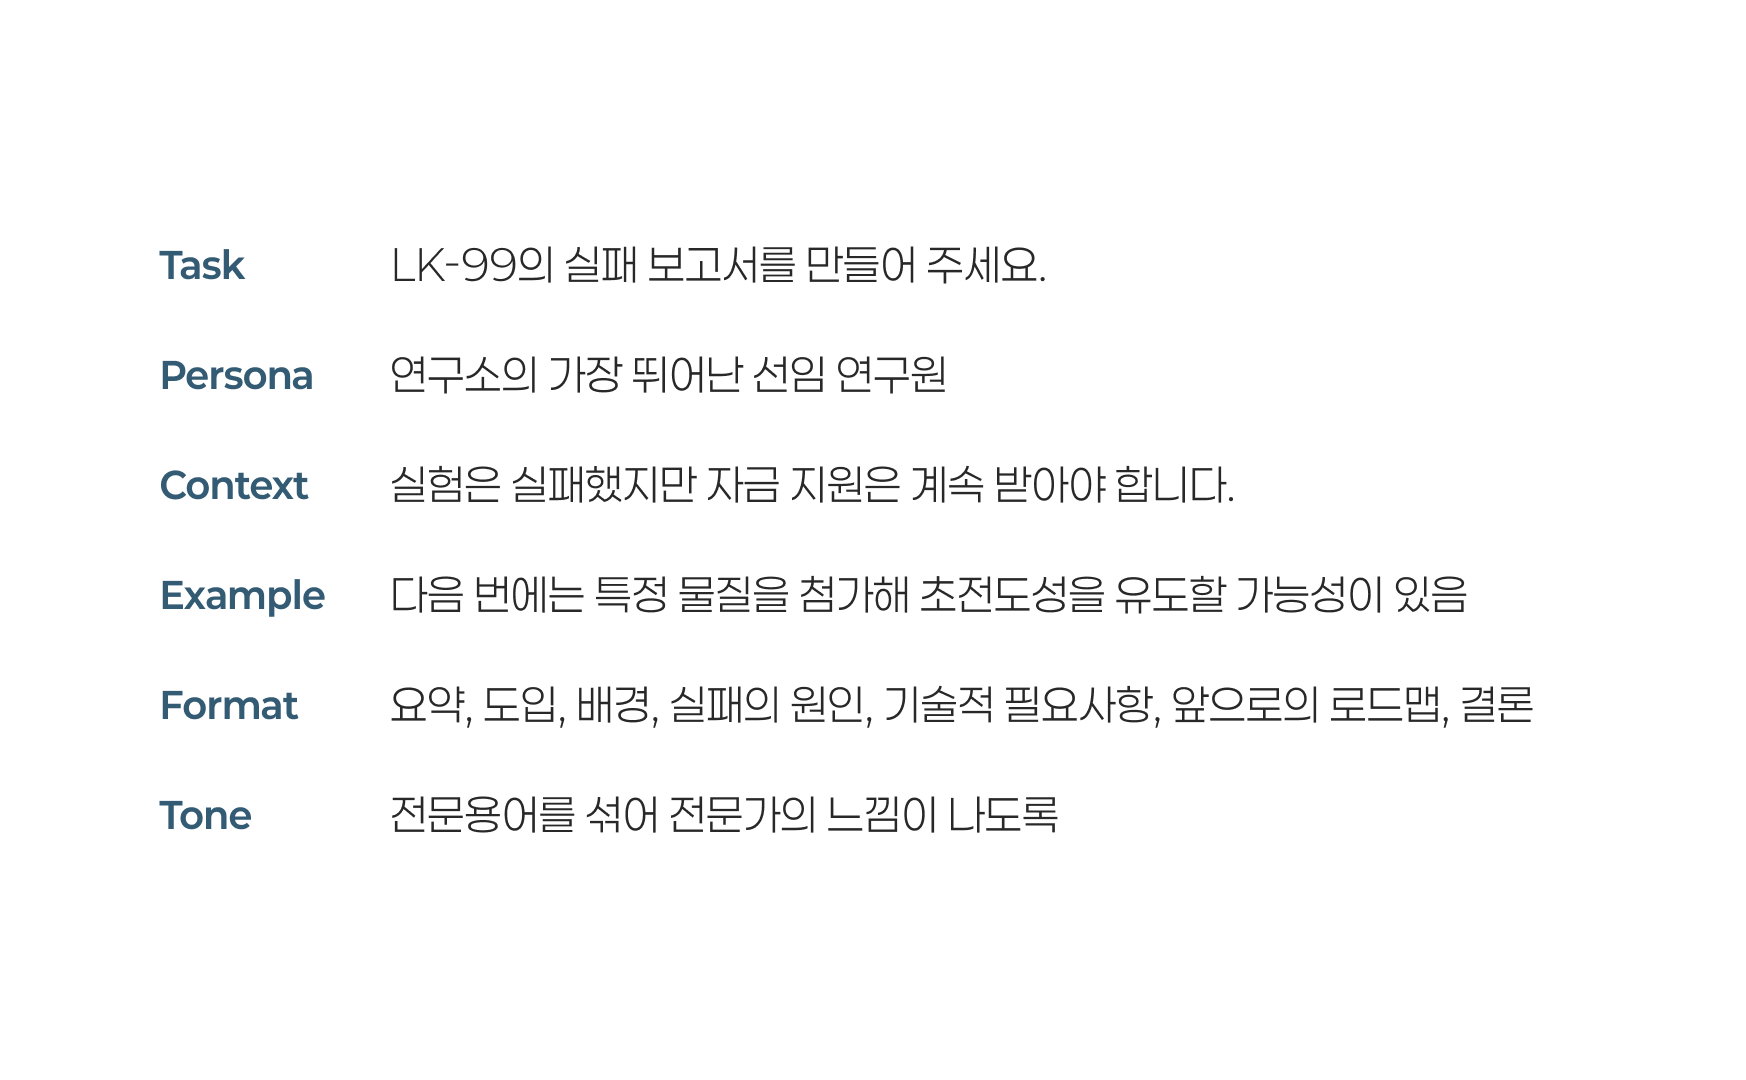 Task LK-99의 실패 보고서를 만들어 주세요.
Persona 연구소의 가장 뛰어난 선임 연구원
Context 실험은 실패했지만 자금 지원은 계속 받아야 합니다.
Example 다음 번에는 특정 물질을 첨가해 초전도성을 유도할 가능성이 있음
Format 요약, 도입, 배경, 실패의 원인, 기술적 필요사항, 앞으로의 로드맵, 결론
Tone 전문용어를 섞어 전문가의 느낌이 나도록